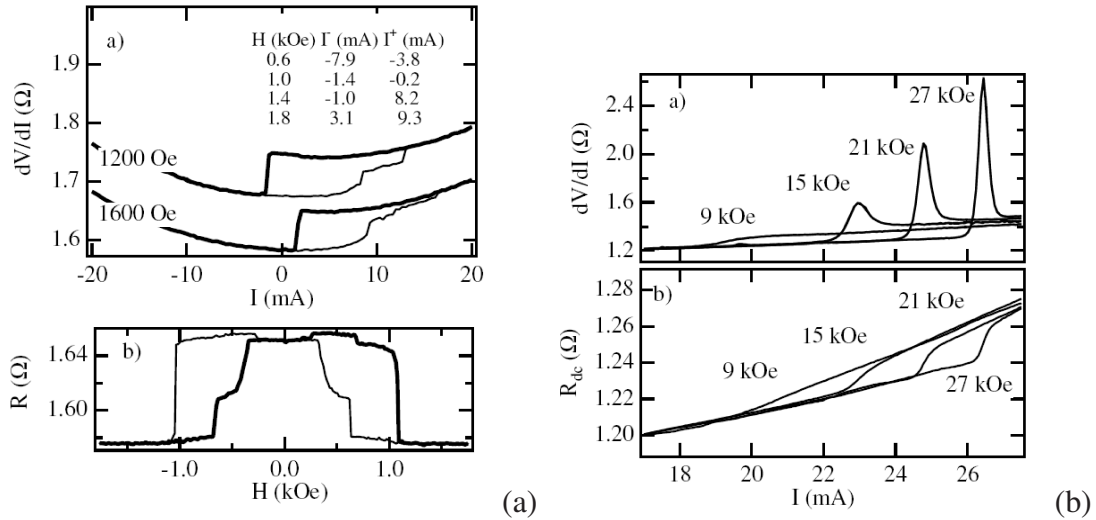 a)
H (kOe) I⁻ (mA) I⁺ (mA)
0.6 -7.9 -3.8
1.0 -1.4 -0.2
1.4 -1.0 8.2
1.8 3.1 9.3
1.9
1.8
1.7
1.6
dV/dI (Ω)
1200 Oe
1600 Oe
-20 -10 0 10 20
I (mA)
b)
1.64
1.60
R (Ω)
-1.0 0.0 1.0
H (kOe)
(a)
a)
2.4
2.0
1.6
1.2
dV/dI (Ω)
27 kOe
21 kOe
15 kOe
9 kOe
b)
1.28
1.26
1.24
1.22
1.20
R_dc (Ω)
21 kOe
15 kOe
9 kOe
27 kOe
18 20 22 24 26
I (mA)
(b)